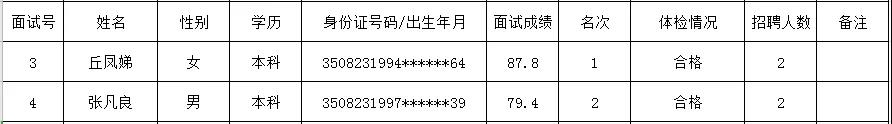 面试号 姓名 性别 学历 身份证号码/出生年月 面试成绩 名次 体检情况 招聘人数 备注
3 丘凤娣 女 本科 3508231994******64 87.8 1 合格 2
4 张凡良 男 本科 3508231997******39 79.4 2 合格 2